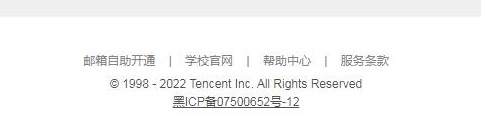 邮箱自助开通 | 学校官网 | 帮助中心 | 服务条款
© 1998 - 2022 Tencent Inc. All Rights Reserved
黑ICP备07500652号-12